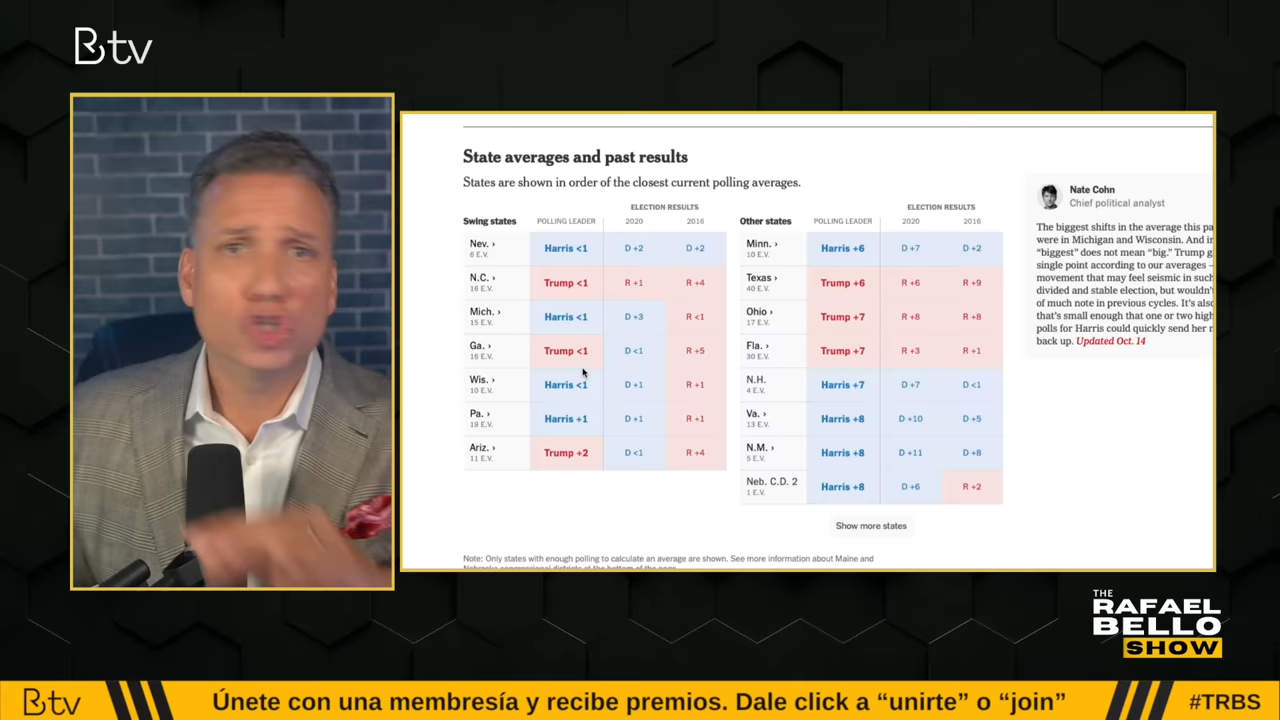 Btv
State averages and past results
States are shown in order of the closest current polling averages.
ELECTION RESULTS
Swing states POLLING LEADER 2020 2016
Nev. › Harris <1 D +2 D +2
6 E.V.
N.C. › Trump <1 R +1 R +4
16 E.V.
Mich. › Harris <1 D +3 R <1
15 E.V.
Ga. › Trump <1 D <1 R +5
16 E.V.
Wis. › Harris <1 D +1 R +1
10 E.V.
Pa. › Harris +1 D +1 R +1
19 E.V.
Ariz. › Trump +2 D <1 R +4
11 E.V.
ELECTION RESULTS
Other states POLLING LEADER 2020 2016
Minn. › Harris +6 D +7 D +2
10 E.V.
Texas › Trump +6 R +6 R +9
40 E.V.
Ohio › Trump +7 R +8 R +8
17 E.V.
Fla. › Trump +7 R +3 R +1
30 E.V.
N.H. Harris +7 D +7 D <1
4 E.V.
Va. › Harris +8 D +10 D +5
13 E.V.
N.M. › Harris +8 D +11 D +8
5 E.V.
Neb. C.D. 2 Harris +8 D +6 R +2
1 E.V.
Show more states
Note: Only states with enough polling to calculate an average are shown. See more information about Maine and
Nate Cohn
Chief political analyst
The biggest shifts in the average this pa
were in Michigan and Wisconsin. And in
“biggest” does not mean “big.” Trump g
single point according to our averages –
movement that may feel seismic in such
divided and stable election, but wouldn’
of much note in previous cycles. It’s also
that’s small enough that one or two high
polls for Harris could quickly send her n
back up. Updated Oct. 14
THE
RAFAEL
BELLO
SHOW
Btv
Únete con una membresía y recibe premios. Dale click a “unirte” o “join”
#TRBS